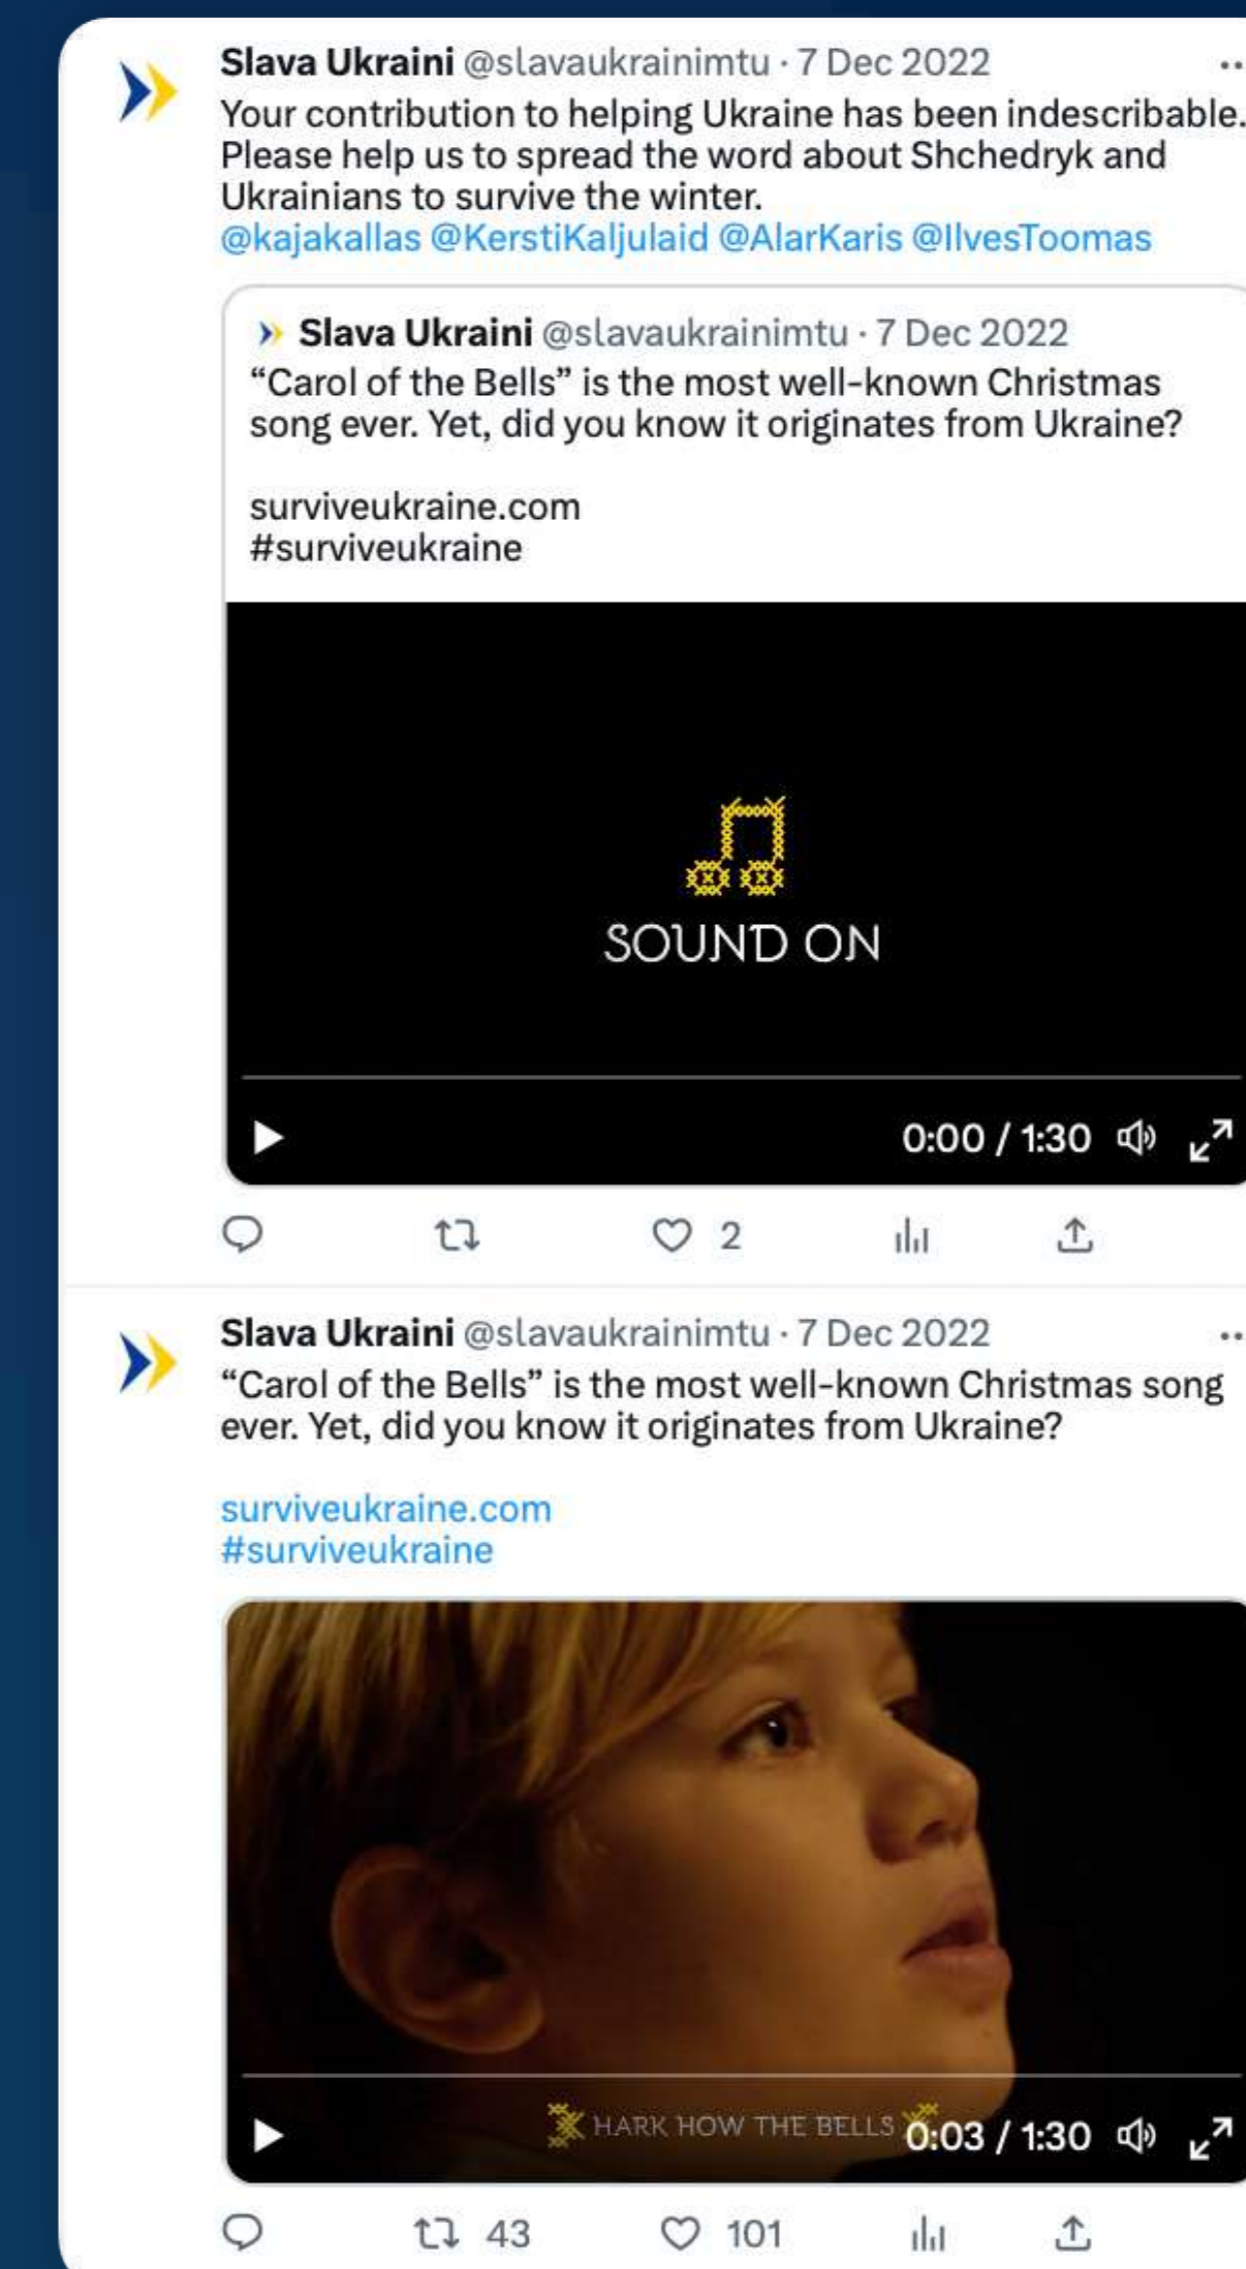 Slava Ukraini @slavaukrainimtu · 7 Dec 2022
Your contribution to helping Ukraine has been indescribable.
Please help us to spread the word about Shchedryk and
Ukrainians to survive the winter.
@kajakallas @KerstiKaljulaid @AlarKaris @IlvesToomas
Slava Ukraini @slavaukrainimtu · 7 Dec 2022
“Carol of the Bells” is the most well-known Christmas
song ever. Yet, did you know it originates from Ukraine?
surviveukraine.com
#surviveukraine
SOUND ON
0:00 / 1:30
2
Slava Ukraini @slavaukrainimtu · 7 Dec 2022
“Carol of the Bells” is the most well-known Christmas song
ever. Yet, did you know it originates from Ukraine?
surviveukraine.com
#surviveukraine
HARK HOW THE BELLS
0:03 / 1:30
43 101